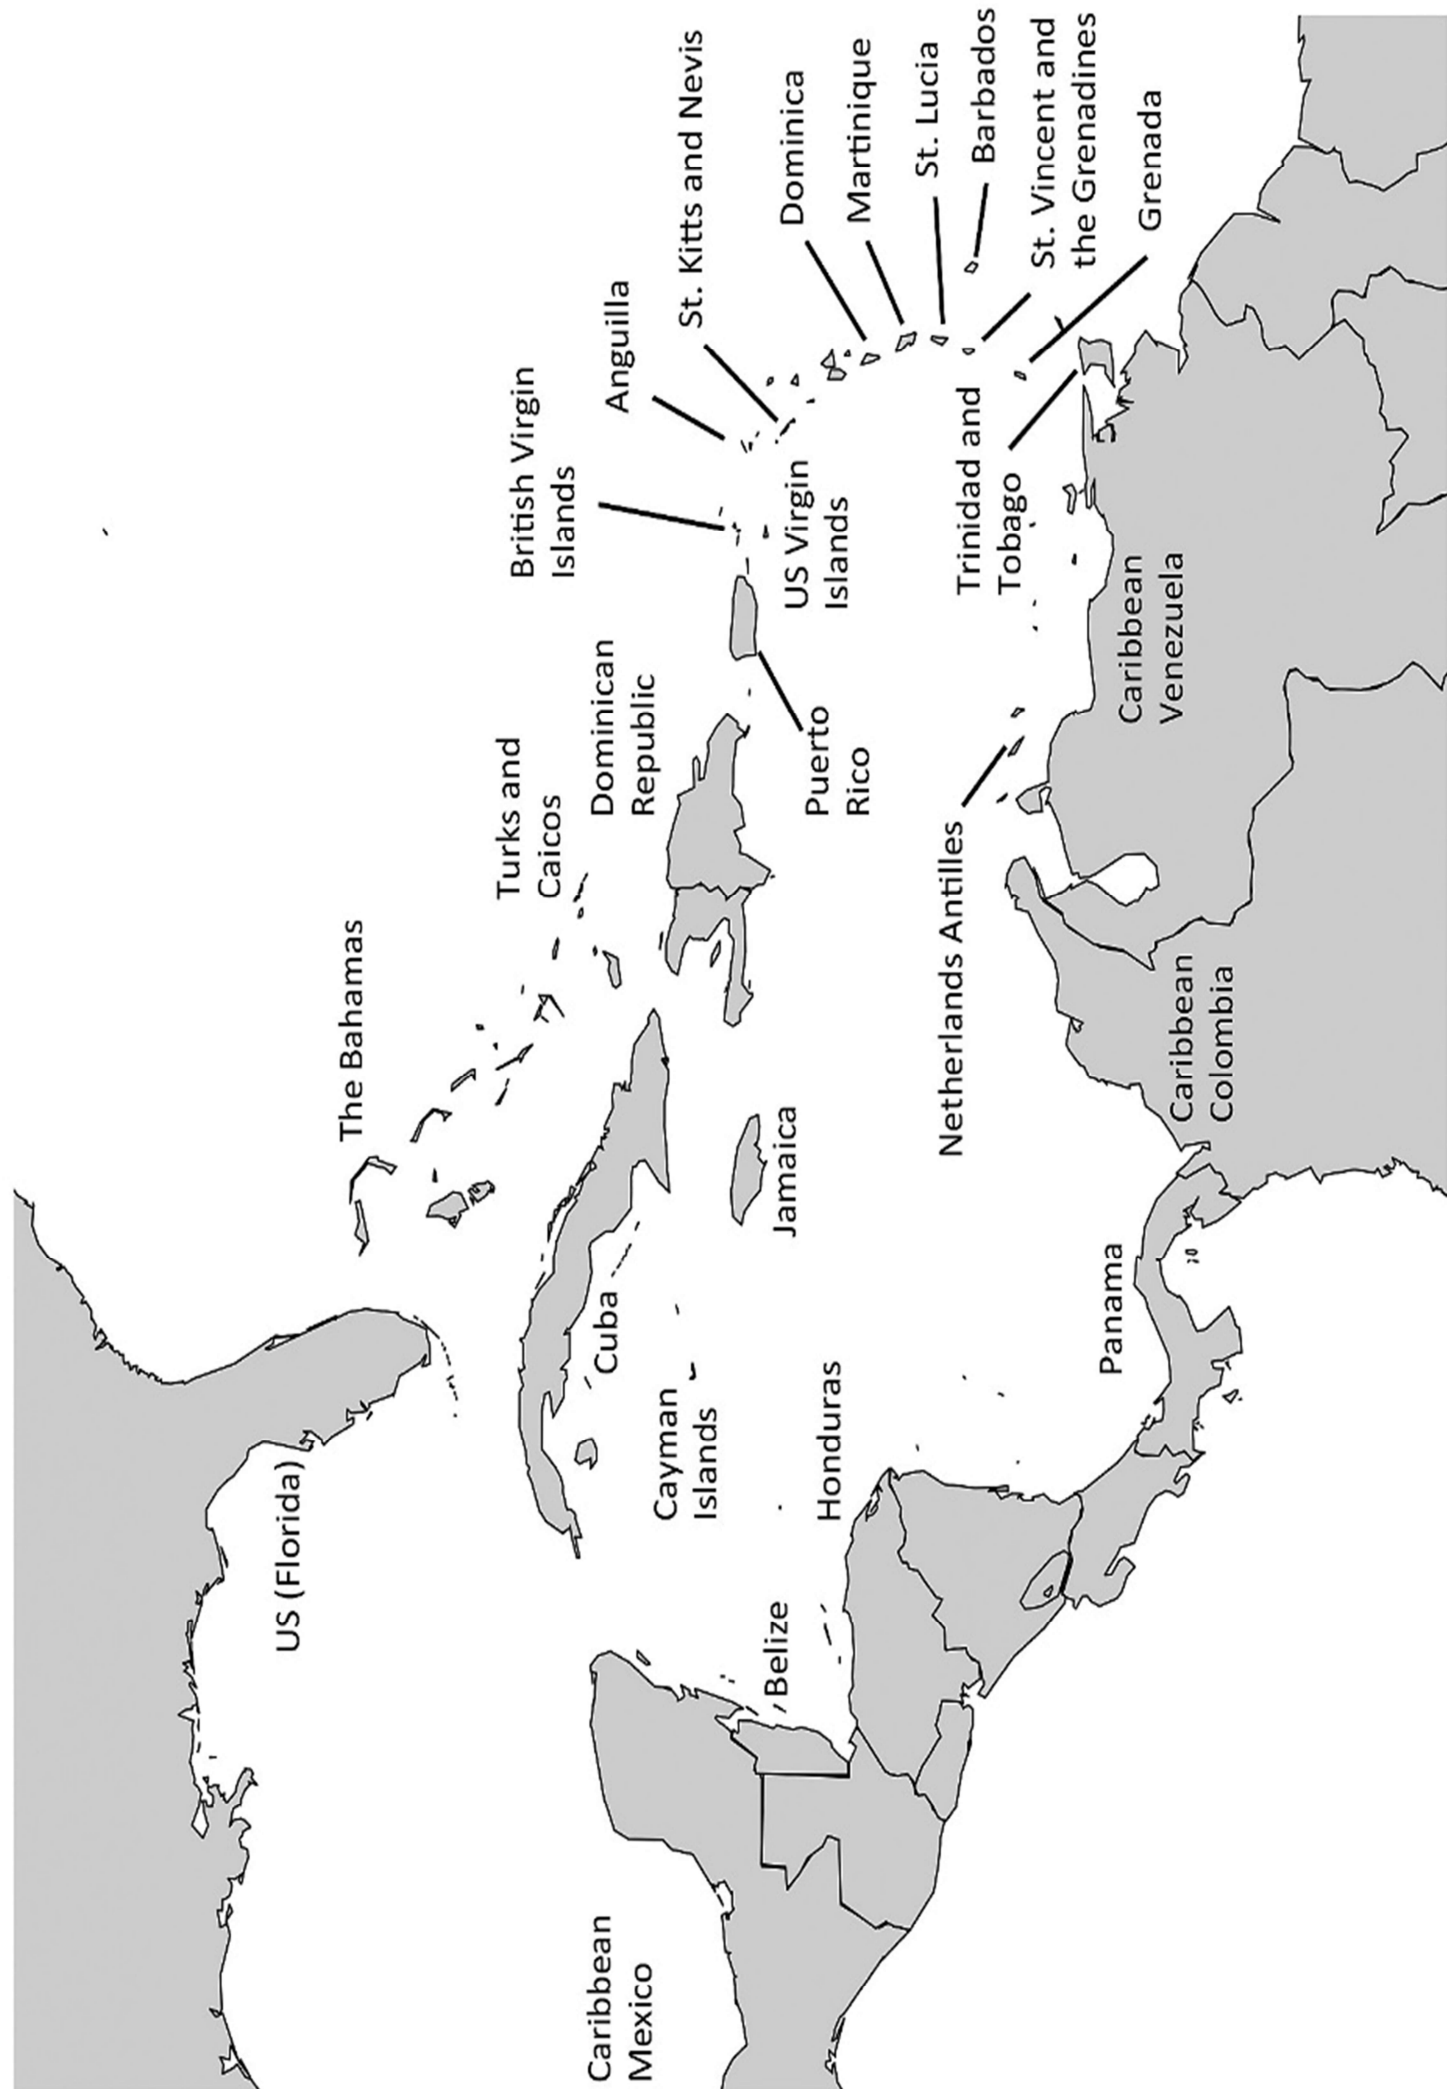 US (Florida)
The Bahamas
Turks and
Caicos
British Virgin
Islands
Anguilla
St. Kitts and Nevis
Dominican
Republic
Cuba
Caribbean
Mexico
Cayman
Islands
Jamaica
Puerto
Rico
US Virgin
Islands
Dominica
Martinique
St. Lucia
Barbados
St. Vincent and
the Grenadines
Grenada
Belize
Honduras
Netherlands Antilles
Trinidad and
Tobago
Panama
Caribbean
Colombia
Caribbean
Venezuela